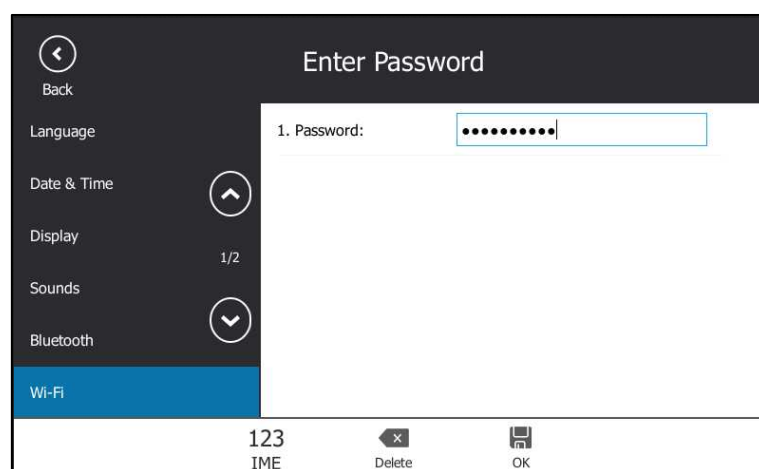 Enter Password
Back
Language
1. Password: ••••••••••
Date & Time
Display
1/2
Sounds
Bluetooth
Wi-Fi
123
IME
Delete
OK